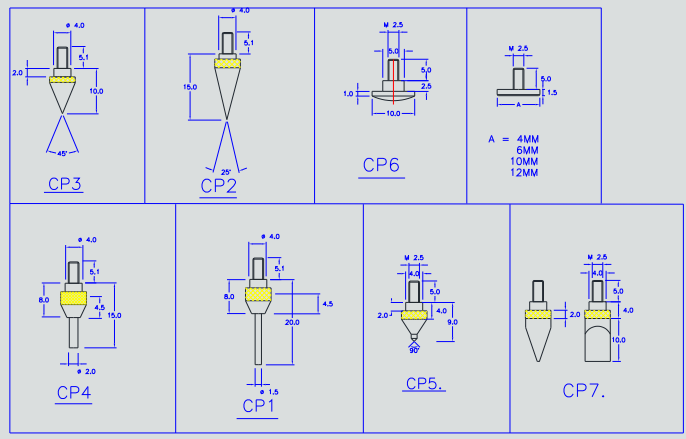 ø 4.0
5.1
2.0
10.0
45'
CP3
ø 4.0
5.1
15.0
25'
CP2
M 2.5
5.0
5.0
2.5
1.0
10.0
CP6
M 2.5
5.0
1.5
A
A = 4MM
6MM
10MM
12MM
ø 4.0
5.1
8.0
4.5
15.0
ø 2.0
CP4
ø 4.0
5.1
8.0
4.5
20.0
ø 1.5
CP1
M 2.5
4.0
5.0
2.0
4.0
9.0
90'
CP5.
M 2.5
4.0
5.0
2.0
4.0
10.0
CP7.